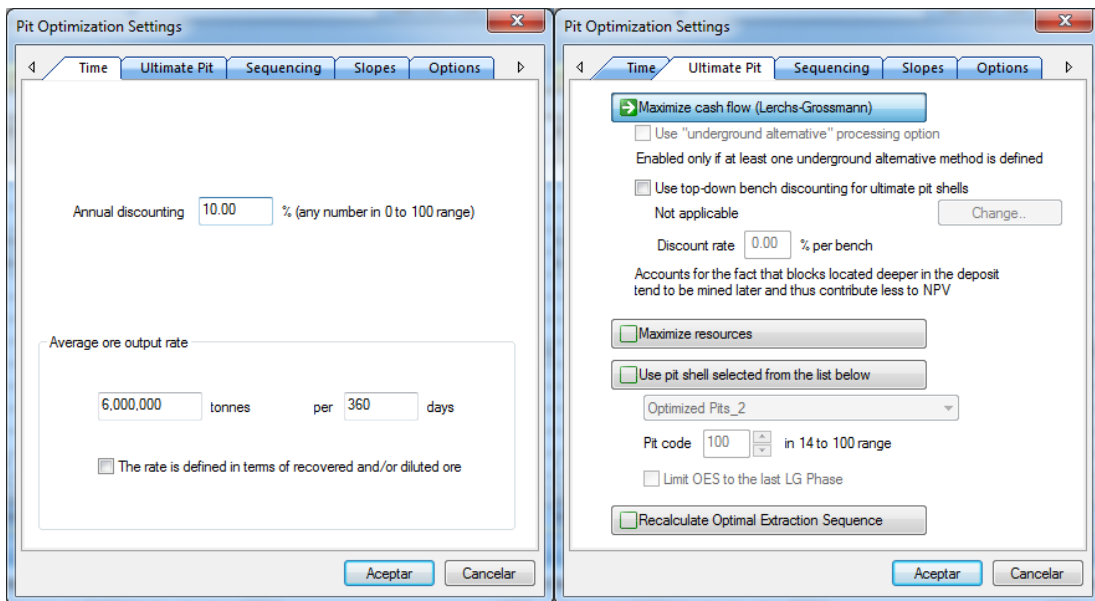 Pit Optimization Settings
x
Time
Ultimate Pit
Sequencing
Slopes
Options
Annual discounting 10.00 % (any number in 0 to 100 range)
Average ore output rate
6,000,000 tonnes per 360 days
The rate is defined in terms of recovered and/or diluted ore
Aceptar
Cancelar
Pit Optimization Settings
x
Time
Ultimate Pit
Sequencing
Slopes
Options
Maximize cash flow (Lerchs-Grossmann)
Use "underground alternative" processing option
Enabled only if at least one underground alternative method is defined
Use top-down bench discounting for ultimate pit shells
Not applicable
Change..
Discount rate 0.00 % per bench
Accounts for the fact that blocks located deeper in the deposit
tend to be mined later and thus contribute less to NPV
Maximize resources
Use pit shell selected from the list below
Optimized Pits_2
Pit code 100 in 14 to 100 range
Limit OES to the last LG Phase
Recalculate Optimal Extraction Sequence
Aceptar
Cancelar